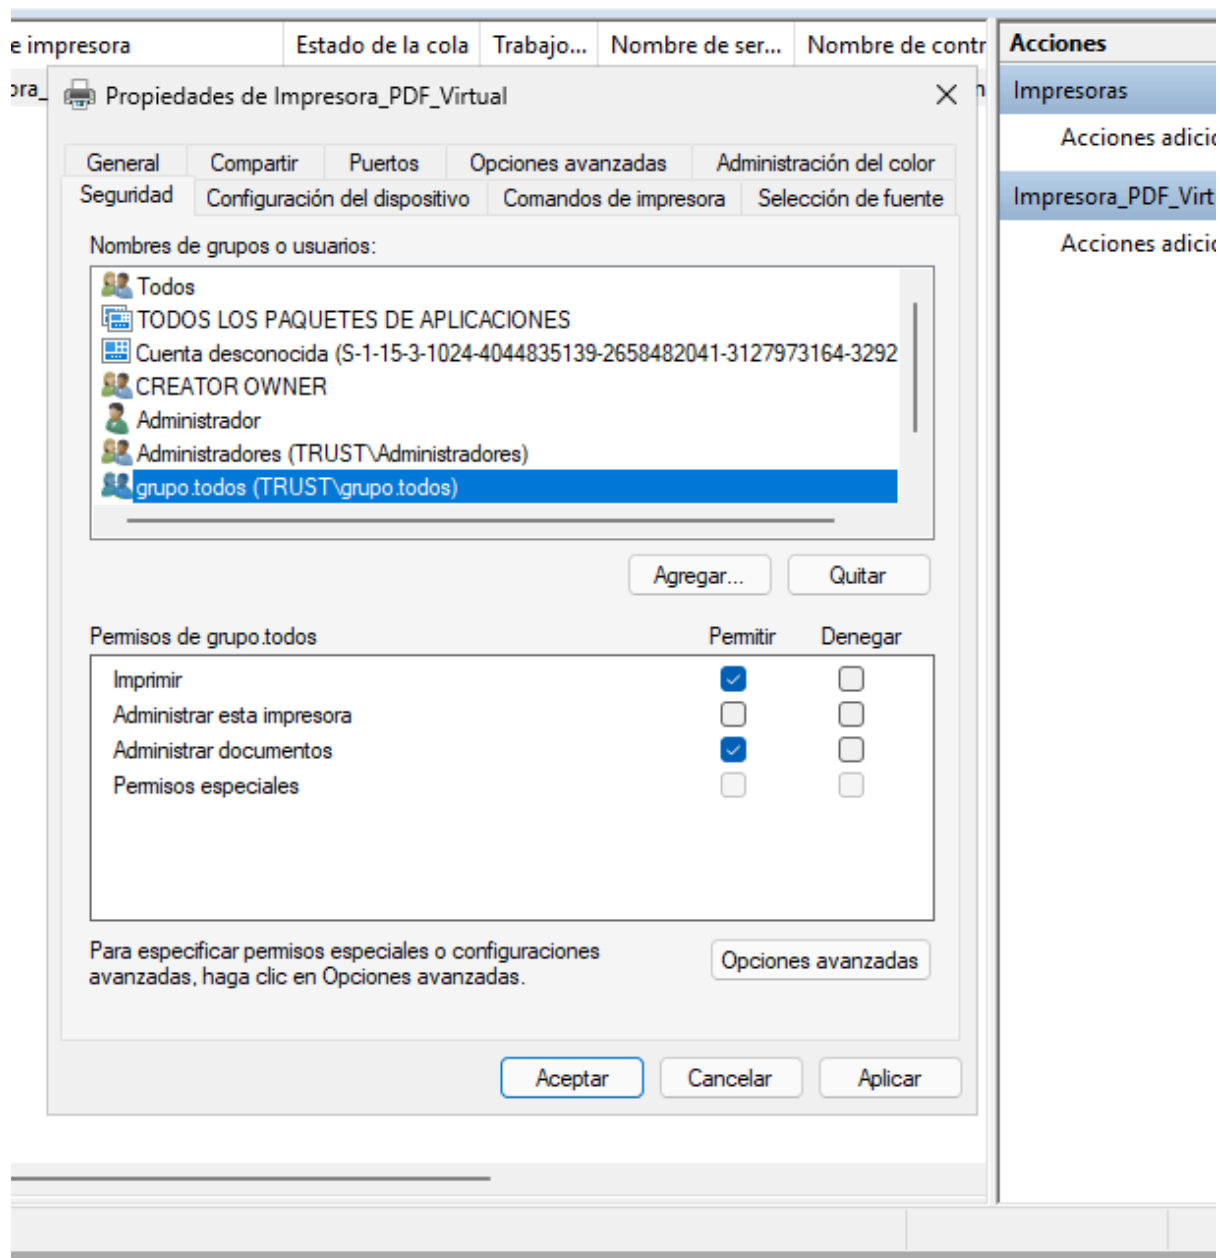 e impresora
Estado de la cola
Trabajo...
Nombre de ser...
Nombre de contr
Acciones
Propiedades de Impresora_PDF_Virtual
Impresoras
Acciones adici
General
Compartir
Puertos
Opciones avanzadas
Administración del color
Seguridad
Configuración del dispositivo
Comandos de impresora
Selección de fuente
Impresora_PDF_Virt
Acciones adici
Nombres de grupos o usuarios:
Todos
TODOS LOS PAQUETES DE APLICACIONES
Cuenta desconocida (S-1-15-3-1024-4044835139-2658482041-3127973164-3292
CREATOR OWNER
Administrador
Administradores (TRUST\Administradores)
grupo.todos (TRUST\grupo.todos)
Agregar...
Quitar
Permisos de grupo.todos
Permitir
Denegar
Imprimir
Administrar esta impresora
Administrar documentos
Permisos especiales
Para especificar permisos especiales o configuraciones
avanzadas, haga clic en Opciones avanzadas.
Opciones avanzadas
Aceptar
Cancelar
Aplicar